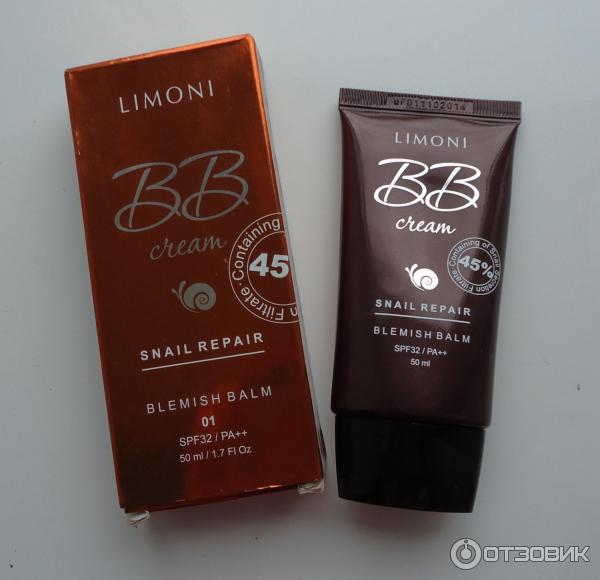 LIMONI
BB
cream
Containing
45
n Filtrate
SNAIL REPAIR
BLEMISH BALM
01
SPF32 / PA++
50 ml / 1.7 Fl Oz
MFD11102014
LIMONI
BB
cream
Containing of Snail Secretion Filtrate
45%
SNAIL REPAIR
BLEMISH BALM
SPF32 / PA++
50 ml
ОТЗОВИК